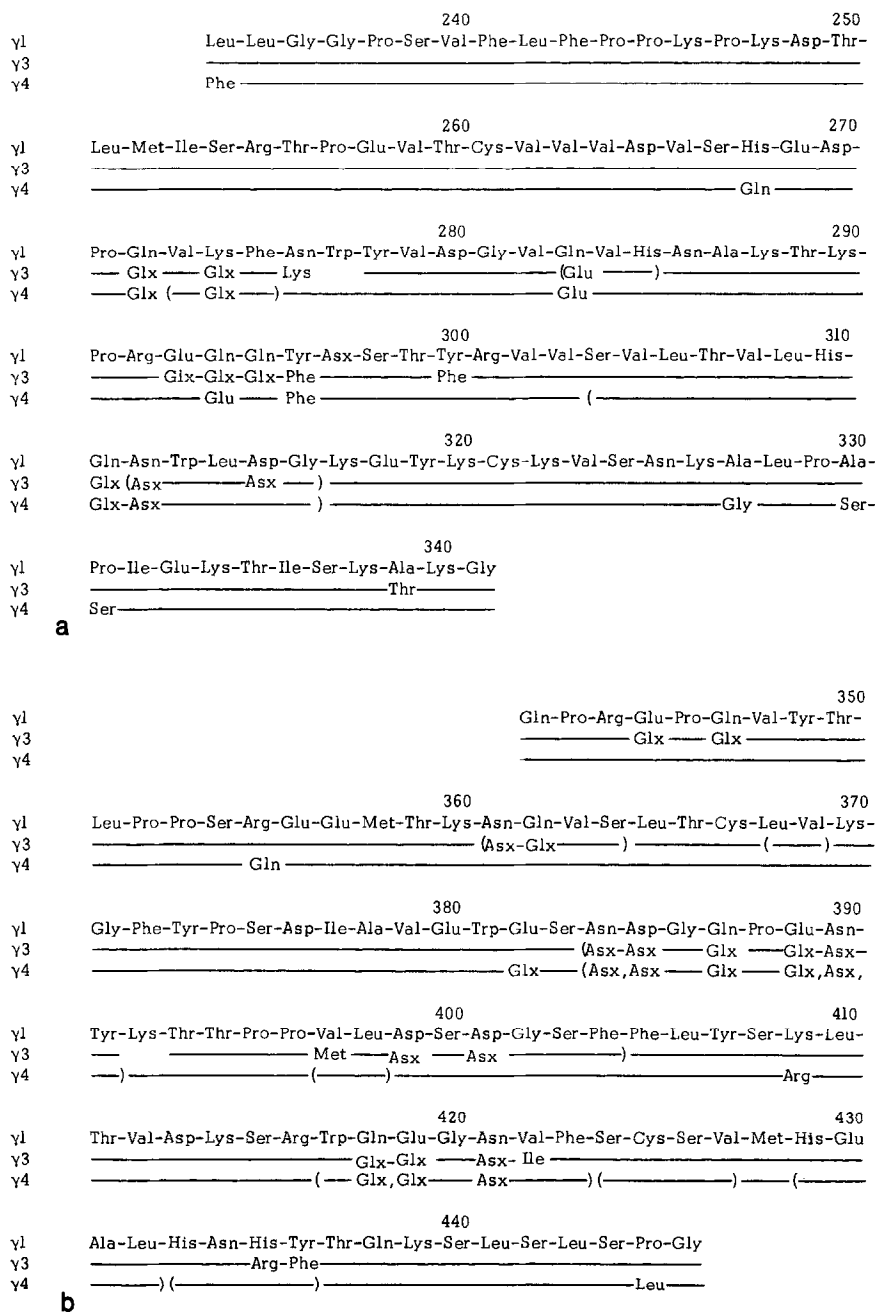 240 250
γ1 Leu-Leu-Gly-Gly-Pro-Ser-Val-Phe-Leu-Phe-Pro-Pro-Lys-Pro-Lys-Asp-Thr-
γ3
γ4 Phe
260 270
γ1 Leu-Met-Ile-Ser-Arg-Thr-Pro-Glu-Val-Thr-Cys-Val-Val-Val-Asp-Val-Ser-His-Glu-Asp-
γ3
γ4 Gln
280 290
γ1 Pro-Gln-Val-Lys-Phe-Asn-Trp-Tyr-Val-Asp-Gly-Val-Gln-Val-His-Asn-Ala-Lys-Thr-Lys-
γ3 Glx Glx Lys (Glu )
γ4 Glx ( Glx ) Glu
300 310
γ1 Pro-Arg-Glu-Gln-Gln-Tyr-Asx-Ser-Thr-Tyr-Arg-Val-Val-Ser-Val-Leu-Thr-Val-Leu-His-
γ3 Glx-Glx-Glx-Phe Phe
γ4 Glu Phe (
320 330
γ1 Gln-Asn-Trp-Leu-Asp-Gly-Lys-Glu-Tyr-Lys-Cys-Lys-Val-Ser-Asn-Lys-Ala-Leu-Pro-Ala-
γ3 Glx (Asx Asx )
γ4 Glx-Asx ) Gly Ser-
340
γ1 Pro-Ile-Glu-Lys-Thr-Ile-Ser-Lys-Ala-Lys-Gly
γ3 Thr
γ4 Ser
a
350
γ1 Gln-Pro-Arg-Glu-Pro-Gln-Val-Tyr-Thr-
γ3 Glx Glx
γ4
360 370
γ1 Leu-Pro-Pro-Ser-Arg-Glu-Glu-Met-Thr-Lys-Asn-Gln-Val-Ser-Leu-Thr-Cys-Leu-Val-Lys-
γ3 (Asx-Glx ) ( )
γ4 Gln
380 390
γ1 Gly-Phe-Tyr-Pro-Ser-Asp-Ile-Ala-Val-Glu-Trp-Glu-Ser-Asn-Asp-Gly-Gln-Pro-Glu-Asn-
γ3 (Asx-Asx Glx Glx-Asx-
γ4 Glx (Asx,Asx Glx Glx,Asx,
400 410
γ1 Tyr-Lys-Thr-Thr-Pro-Pro-Val-Leu-Asp-Ser-Asp-Gly-Ser-Phe-Phe-Leu-Tyr-Ser-Lys-Leu-
γ3 Met Asx Asx )
γ4 ) ( ) Arg
420 430
γ1 Thr-Val-Asp-Lys-Ser-Arg-Trp-Gln-Glu-Gly-Asn-Val-Phe-Ser-Cys-Ser-Val-Met-His-Glu
γ3 Glx-Glx Asx-Ile
γ4 ( Glx,Glx Asx )( ) (
440
γ1 Ala-Leu-His-Asn-His-Tyr-Thr-Gln-Lys-Ser-Leu-Ser-Leu-Ser-Pro-Gly
γ3 Arg-Phe
γ4 )( ) Leu
b